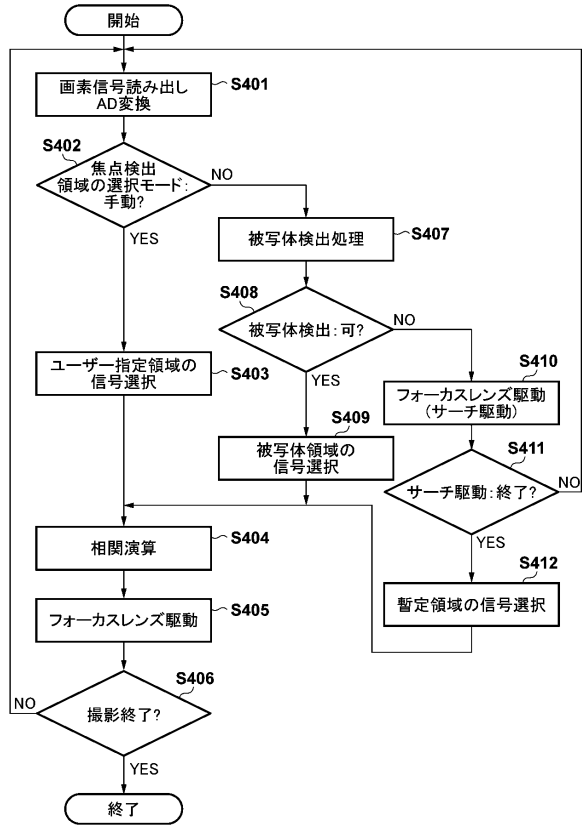 開始
画素信号読み出し
AD変換
S401
S402
焦点検出
領域の選択モード:
手動?
NO
YES
被写体検出処理
S407
S408
被写体検出:可?
NO
YES
ユーザー指定領域の
信号選択
S403
S409
被写体領域の
信号選択
S410
フォーカスレンズ駆動
(サーチ駆動)
S411
サーチ駆動:終了?
NO
YES
S412
暫定領域の信号選択
相関演算
S404
フォーカスレンズ駆動
S405
S406
撮影終了?
NO
YES
終了